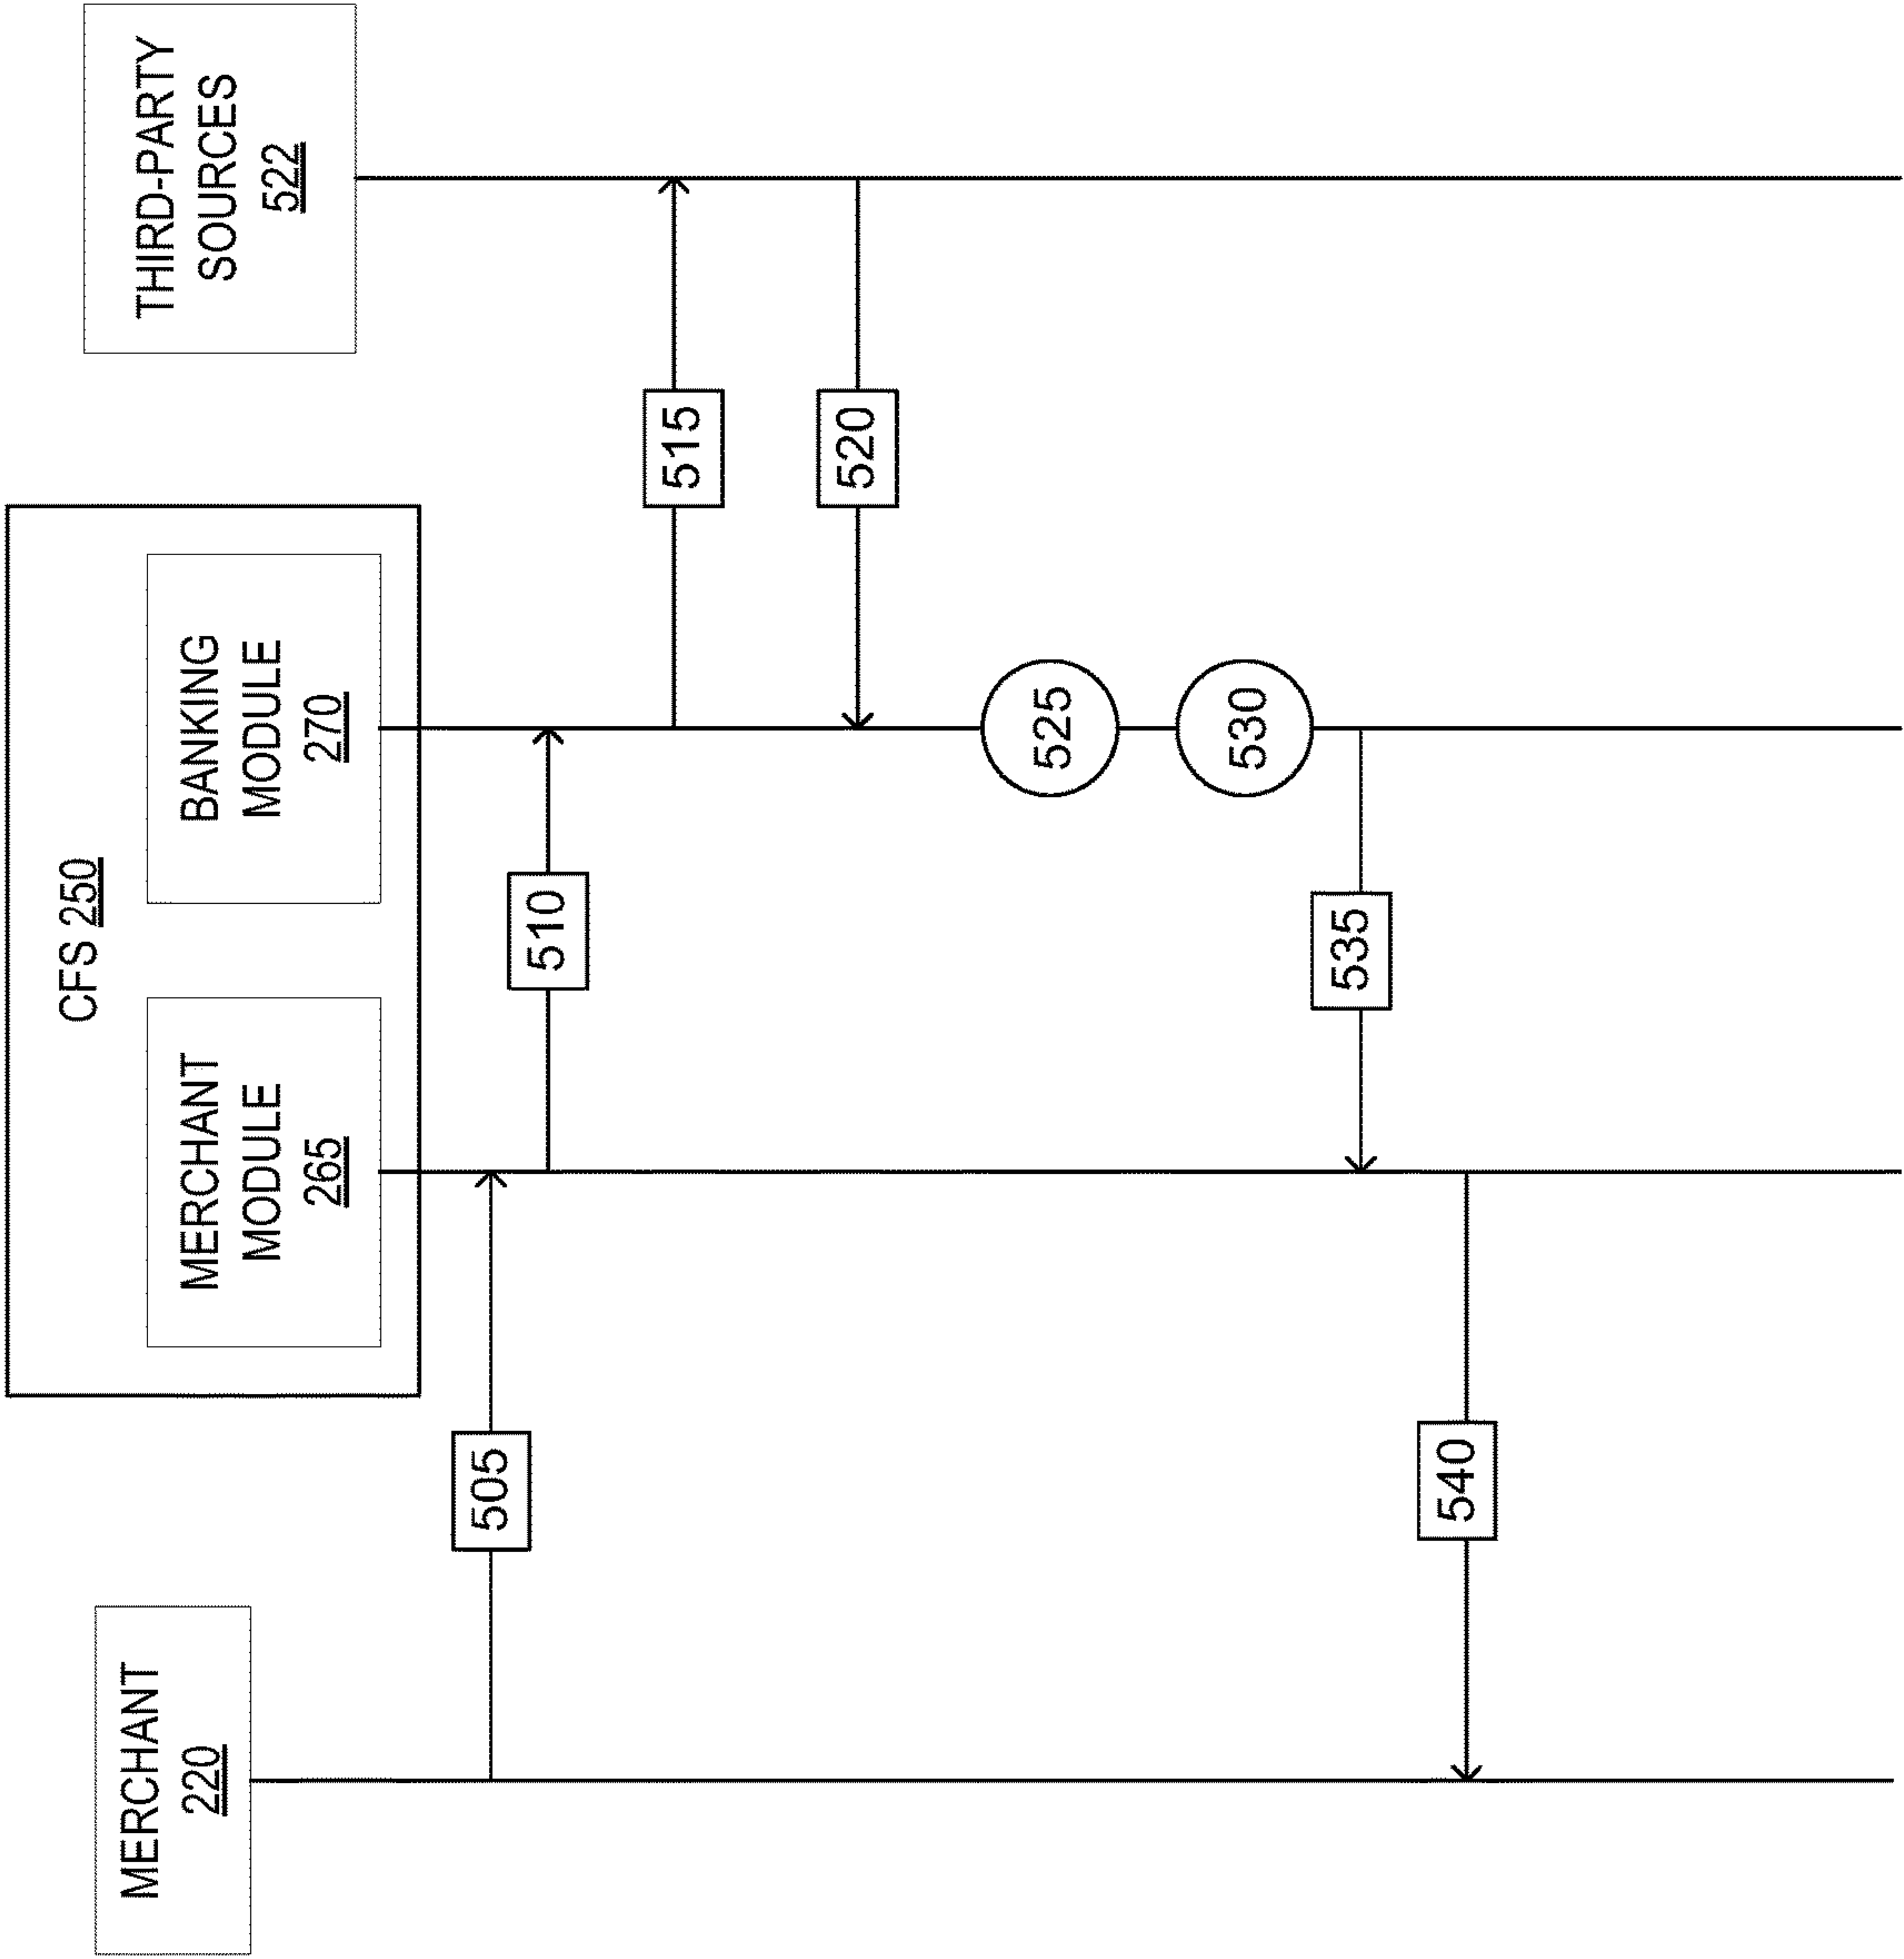 MERCHANT
220
CFS 250
MERCHANT
MODULE
265
BANKING
MODULE
270
THIRD-PARTY
SOURCES
522
505
510
515
520
525
530
535
540